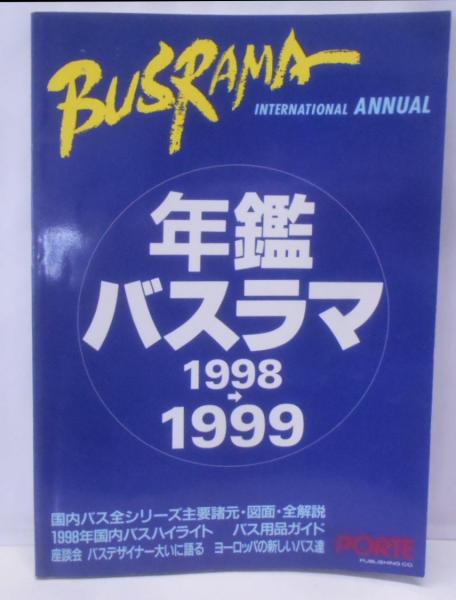 BUSRAMA
INTERNATIONAL ANNUAL
年鑑
バスラマ
1998
→
1999
国内バス全シリーズ主要諸元・図面・全解説
1998年国内バスハイライト　バス用品ガイド
座談会 バスデザイナー大いに語る　ヨーロッパの新しいバス達
PORTE
PUBLISHING CO.